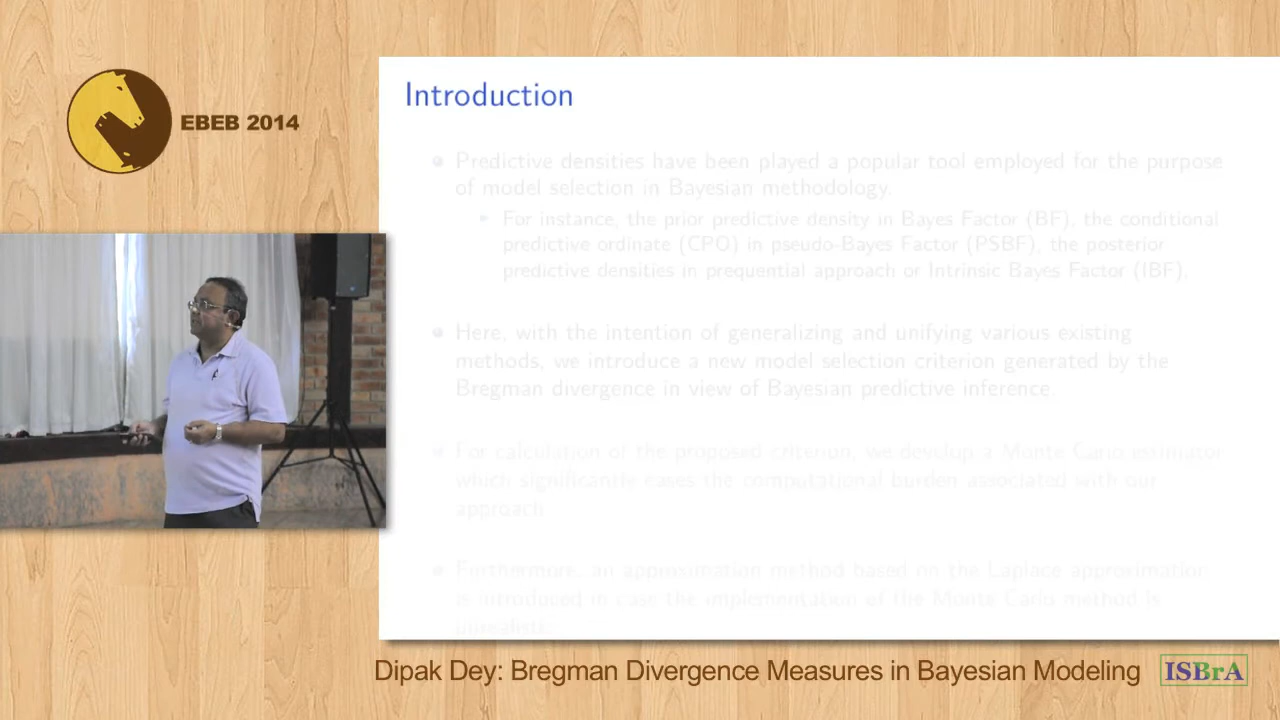 EBEB 2014
Introduction
Predictive densities have been played a popular tool employed for the purpose
of model selection in Bayesian methodology.
For instance, the prior predictive density in Bayes Factor (BF), the conditional
predictive ordinate (CPO) in pseudo-Bayes Factor (PSBF), the posterior
predictive densities in prequential approach or Intrinsic Bayes Factor (IBF).
Here, with the intention of generalizing and unifying various existing
methods, we introduce a new model selection criterion generated by the
Bregman divergence in view of Bayesian predictive inference.
For calculation of the proposed criterion, we develop a Monte Carlo estimator
which significantly eases the computational burden associated with our
approach.
Furthermore, an approximation method based on the Laplace approximation
is introduced in case the implementation of the Monte Carlo method is
Dipak Dey: Bregman Divergence Measures in Bayesian Modeling
ISBrA